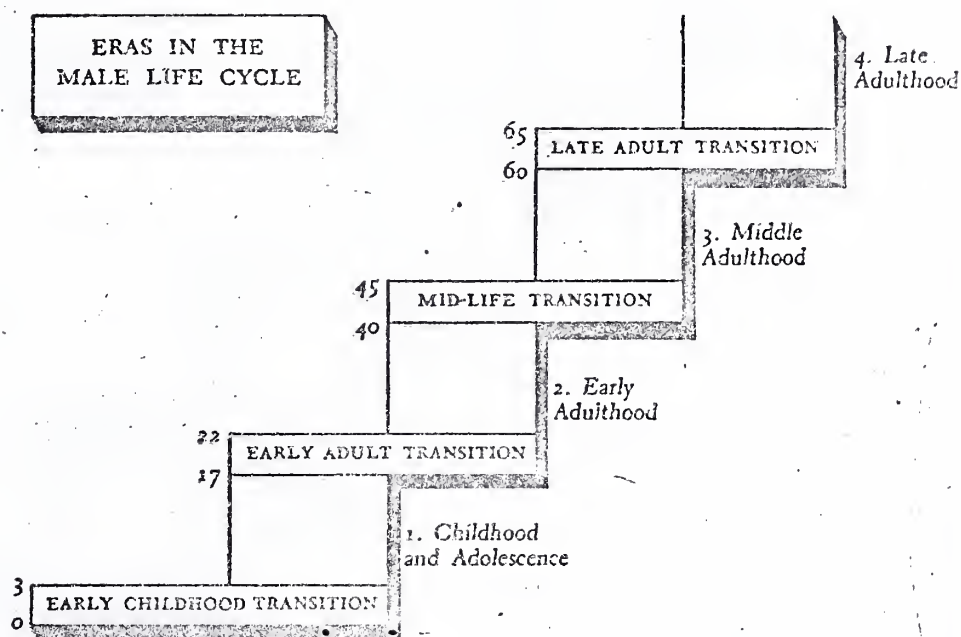 ERAS IN THE
MALE LIFE CYCLE
4. Late
Adulthood
65
LATE ADULT TRANSITION
60
3. Middle
Adulthood
45
MID-LIFE TRANSITION
40
2. Early
Adulthood
22
EARLY ADULT TRANSITION
17
1. Childhood
and Adolescence
3
EARLY CHILDHOOD TRANSITION
0